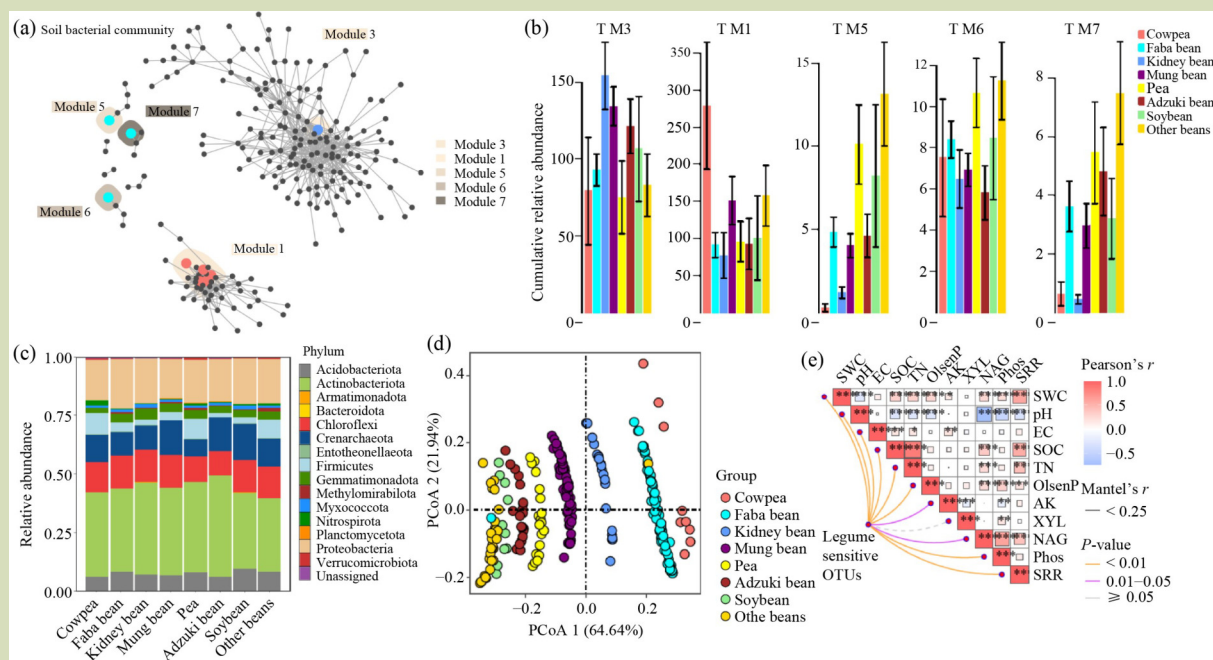 (a) Soil bacterial community
Module 3
Module 5
Module 7
Module 6
Module 1
Module 3
Module 1
Module 5
Module 6
Module 7
(b)
T M3
T M1
T M5
T M6
T M7
Cumulative relative abundance
150
100
50
0
350
300
250
200
150
100
50
0
15
10
5
0
12
10
8
6
4
2
0
8
6
4
2
0
Cowpea
Faba bean
Kidney bean
Mung bean
Pea
Adzuki bean
Soybean
Other beans
(c)
Relative abundance
1.00
0.75
0.50
0.25
0.00
Cowpea
Faba bean
Kidney bean
Mung bean
Pea
Adzuki bean
Soybean
Other beans
Phylum
Acidobacteriota
Actinobacteriota
Armatimonadota
Bacteroidota
Chloroflexi
Crenarchaeota
Entotheonellaeota
Firmicutes
Gemmatimonadota
Methylomirabilota
Myxococcota
Nitrospirota
Planctomycetota
Proteobacteria
Verrucomicrobiota
Unassigned
(d)
PCoA 2 (21.94%)
0.4
0.2
0.0
−0.2
−0.2
0.0
0.2
PCoA 1 (64.64%)
Group
Cowpea
Faba bean
Kidney bean
Mung bean
Pea
Adzuki bean
Soybean
Othe beans
(e)
SWC
pH
EC
SOC
TN
OlsenP
AK
XYL
NAG
Phos
SRR
SWC
pH
EC
SOC
TN
OlsenP
AK
XYL
NAG
Phos
SRR
Legume
sensitive
OTUs
Pearson's r
1.0
0.5
0.0
−0.5
Mantel's r
< 0.25
P-value
< 0.01
0.01−0.05
⩾ 0.05